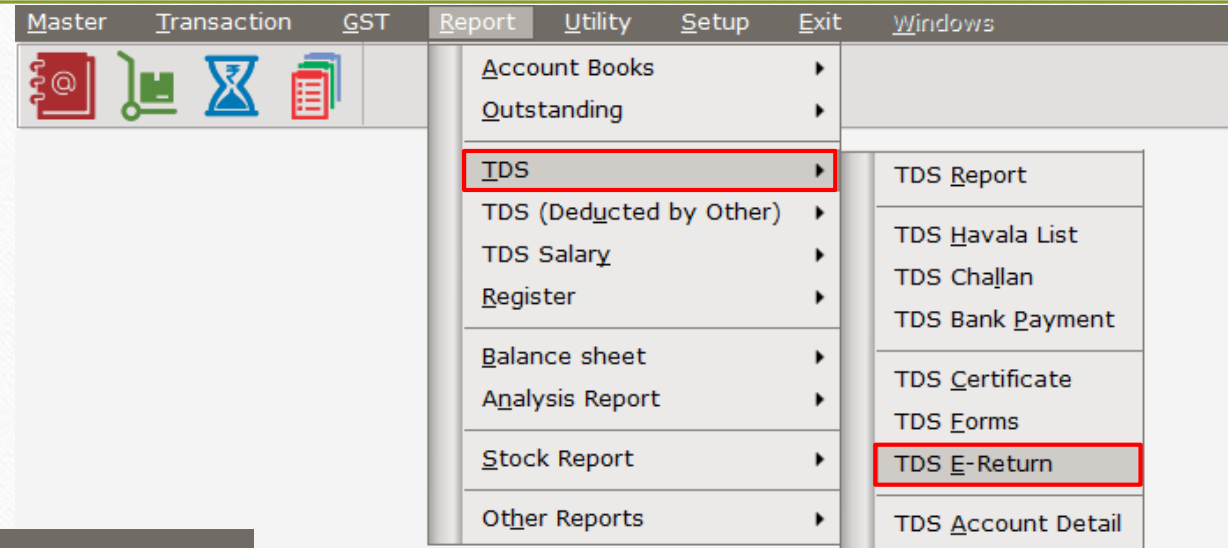 Master Transaction GST Report Utility Setup Exit Windows
Account Books
Outstanding
TDS
TDS (Deducted by Other)
TDS Salary
Register
Balance sheet
Analysis Report
Stock Report
Other Reports
TDS Report
TDS Havala List
TDS Challan
TDS Bank Payment
TDS Certificate
TDS Forms
TDS E-Return
TDS Account Detail